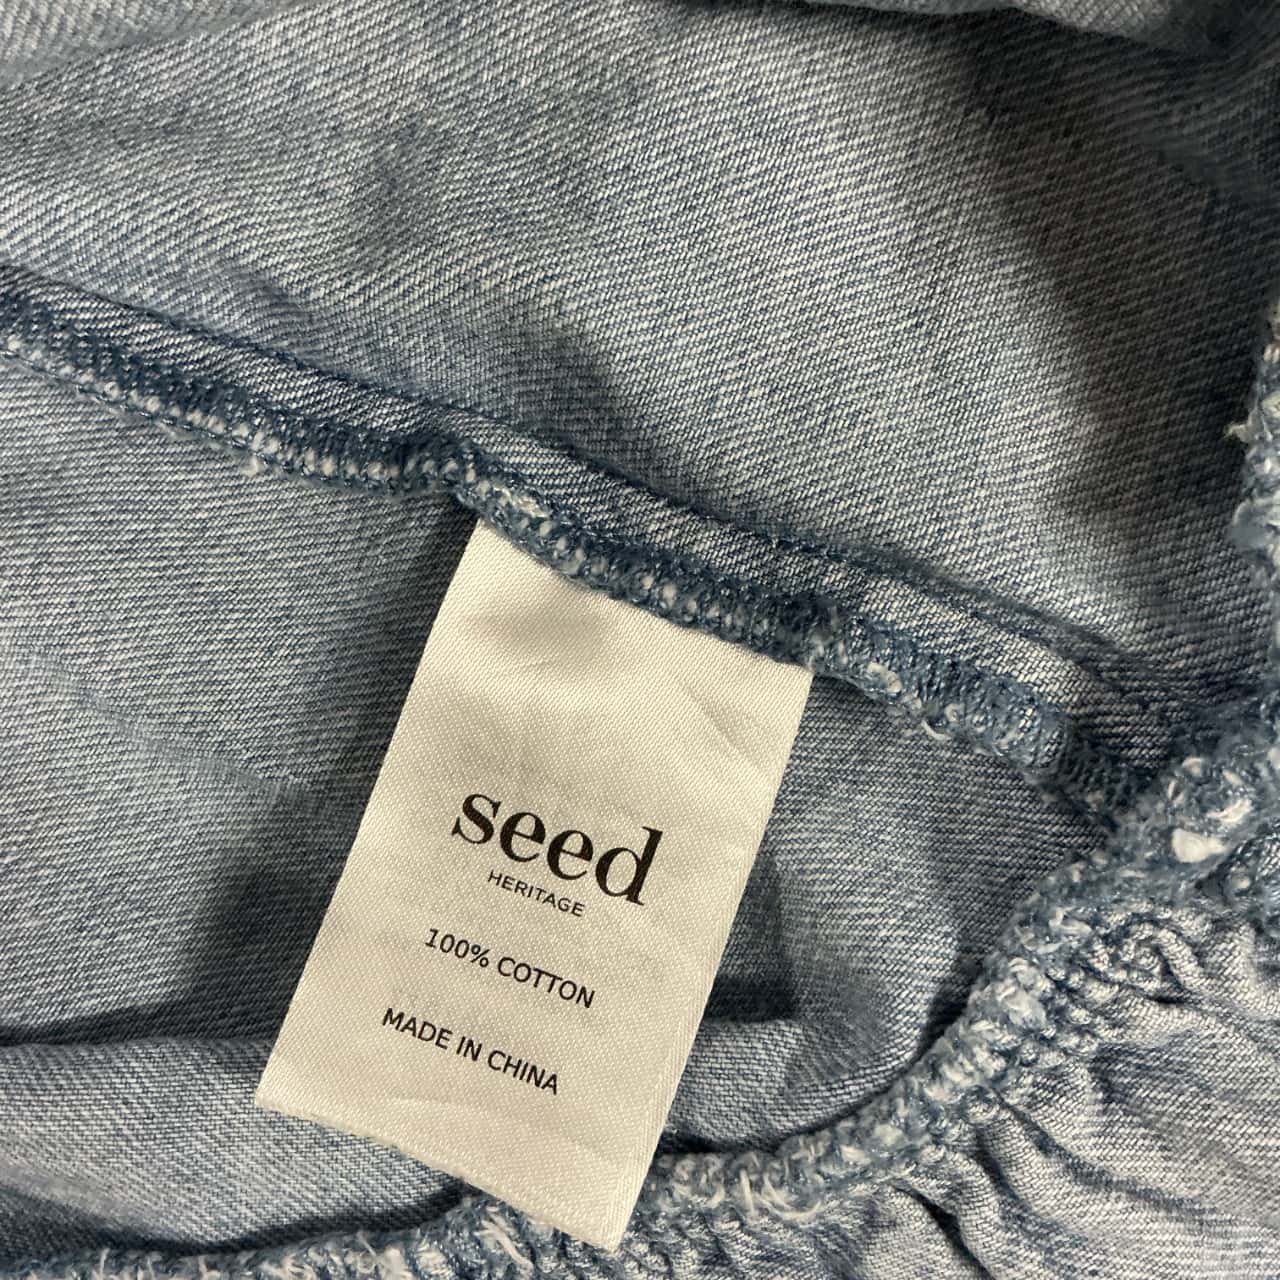 seed
HERITAGE
100% COTTON
MADE IN CHINA